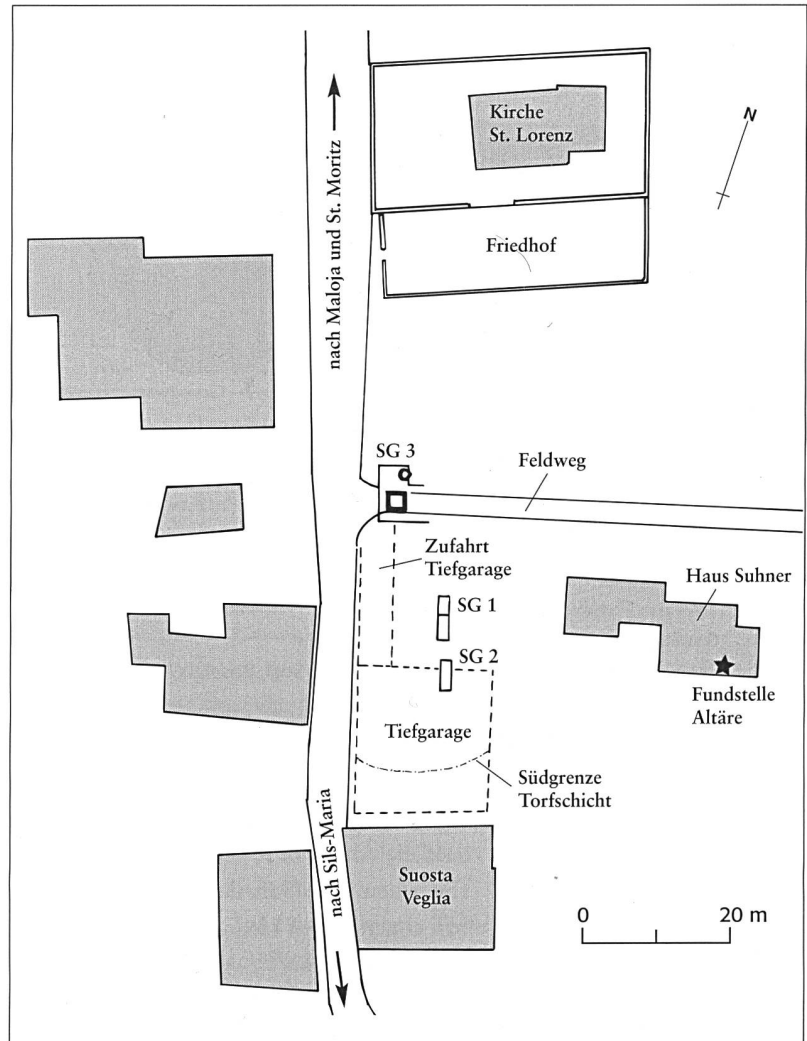 Kirche
St. Lorenz
N
nach Maloja und St. Moritz
Friedhof
SG 3
Feldweg
Zufahrt
Tiefgarage
Haus Suhner
SG 1
SG 2
Fundstelle
Altäre
Tiefgarage
Südgrenze
Torfschicht
nach Sils-Maria
Suosta
Veglia
0
20 m